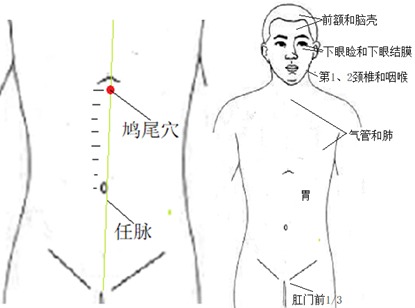 鸠尾穴
任脉
前额和脑壳
下眼睑和下眼结膜
第1、2颈椎和咽喉
气管和肺
胃
肛门前1/3